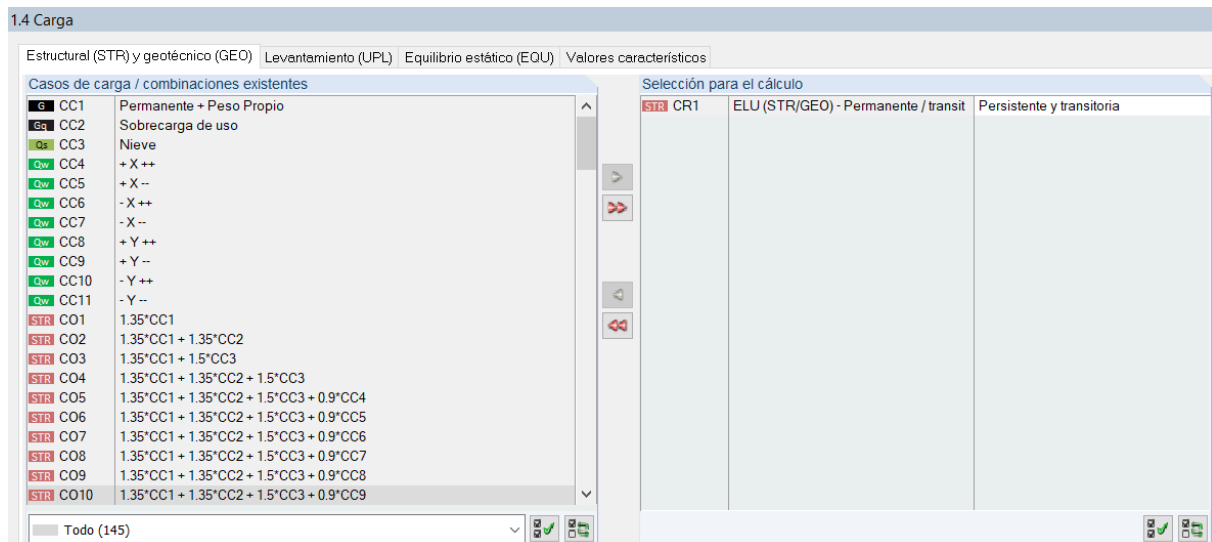 1.4 Carga
Estructural (STR) y geotécnico (GEO) Levantamiento (UPL) Equilibrio estático (EQU) Valores característicos
Casos de carga / combinaciones existentes
G CC1 Permanente + Peso Propio
Gq CC2 Sobrecarga de uso
Qs CC3 Nieve
Qw CC4 + X ++
Qw CC5 + X --
Qw CC6 - X ++
Qw CC7 - X --
Qw CC8 + Y ++
Qw CC9 + Y --
Qw CC10 - Y ++
Qw CC11 - Y --
STR CO1 1.35*CC1
STR CO2 1.35*CC1 + 1.35*CC2
STR CO3 1.35*CC1 + 1.5*CC3
STR CO4 1.35*CC1 + 1.35*CC2 + 1.5*CC3
STR CO5 1.35*CC1 + 1.35*CC2 + 1.5*CC3 + 0.9*CC4
STR CO6 1.35*CC1 + 1.35*CC2 + 1.5*CC3 + 0.9*CC5
STR CO7 1.35*CC1 + 1.35*CC2 + 1.5*CC3 + 0.9*CC6
STR CO8 1.35*CC1 + 1.35*CC2 + 1.5*CC3 + 0.9*CC7
STR CO9 1.35*CC1 + 1.35*CC2 + 1.5*CC3 + 0.9*CC8
STR CO10 1.35*CC1 + 1.35*CC2 + 1.5*CC3 + 0.9*CC9
Todo (145)
Selección para el cálculo
STR CR1 ELU (STR/GEO) - Permanente / transit Persistente y transitoria